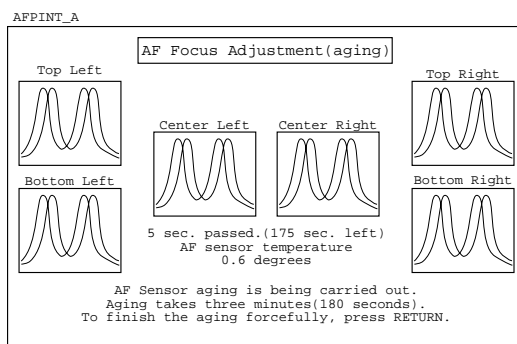 AFPINT_A
AF Focus Adjustment(aging)
Top Left
Top Right
Center Left
Center Right
Bottom Left
Bottom Right
5 sec. passed.(175 sec. left)
AF sensor temperature
0.6 degrees
AF Sensor aging is being carried out.
Aging takes three minutes(180 seconds).
To finish the aging forcefully, press RETURN.